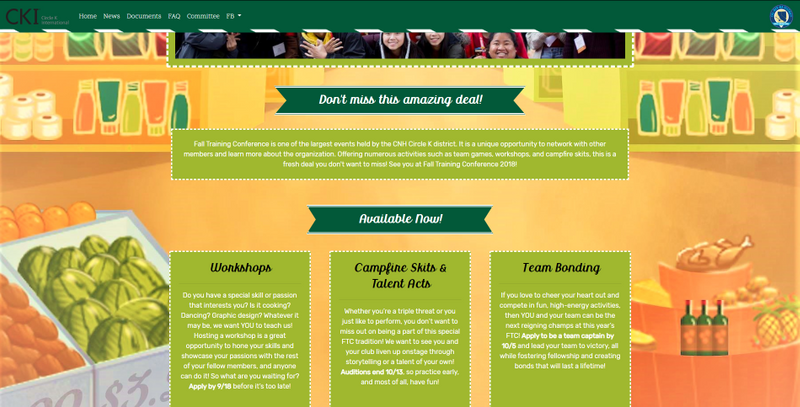 CKI Circle K
International
Home News Documents FAQ Committee FB
Don't miss this amazing deal!
Fall Training Conference is one of the largest events held by the CNH Circle K district. It is a unique opportunity to network with other
members and learn more about the organization. Offering numerous activities such as team games, workshops, and campfire skits, this is a
fresh deal you don't want to miss! See you at Fall Training Conference 2018!
Available Now!
Workshops
Do you have a special skill or passion
that interests you? Is it cooking?
Dancing? Graphic design? Whatever it
may be, we want YOU to teach us!
Hosting a workshop is a great
opportunity to hone your skills and
showcase your passions with the rest
of your fellow members, and anyone
can do it! So what are you waiting for?
Apply by 9/18 before it's too late!
Campfire Skits &
Talent Acts
Whether you're a triple threat or you
just like to perform, you don't want to
miss out on being a part of this special
FTC tradition! We want to see you and
your club liven up onstage through
storytelling or a talent of your own!
Auditions end 10/13, so practice early,
and most of all, have fun!
Team Bonding
If you love to cheer your heart out and
compete in fun, high-energy activities,
then YOU and your team can be the
next reigning champs at this year's
FTC! Apply to be a team captain by
10/5 and lead your team to victory, all
while fostering fellowship and creating
bonds that will last a lifetime!